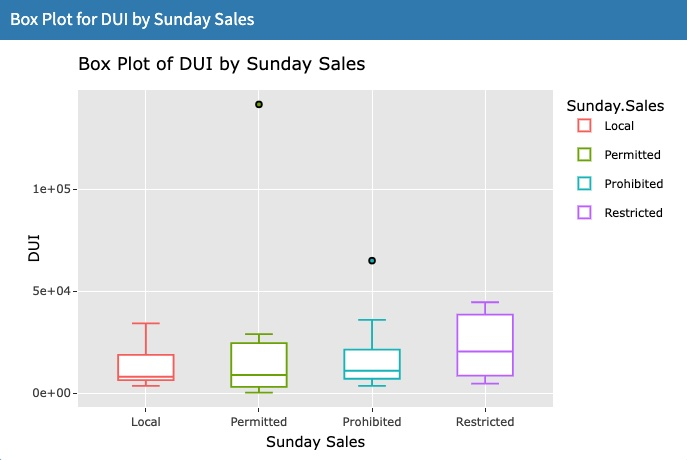 Box Plot for DUI by Sunday Sales
Box Plot of DUI by Sunday Sales
Sunday.Sales
Local
Permitted
Prohibited
Restricted
DUI
1e+05
5e+04
0e+00
Local Permitted Prohibited Restricted
Sunday Sales